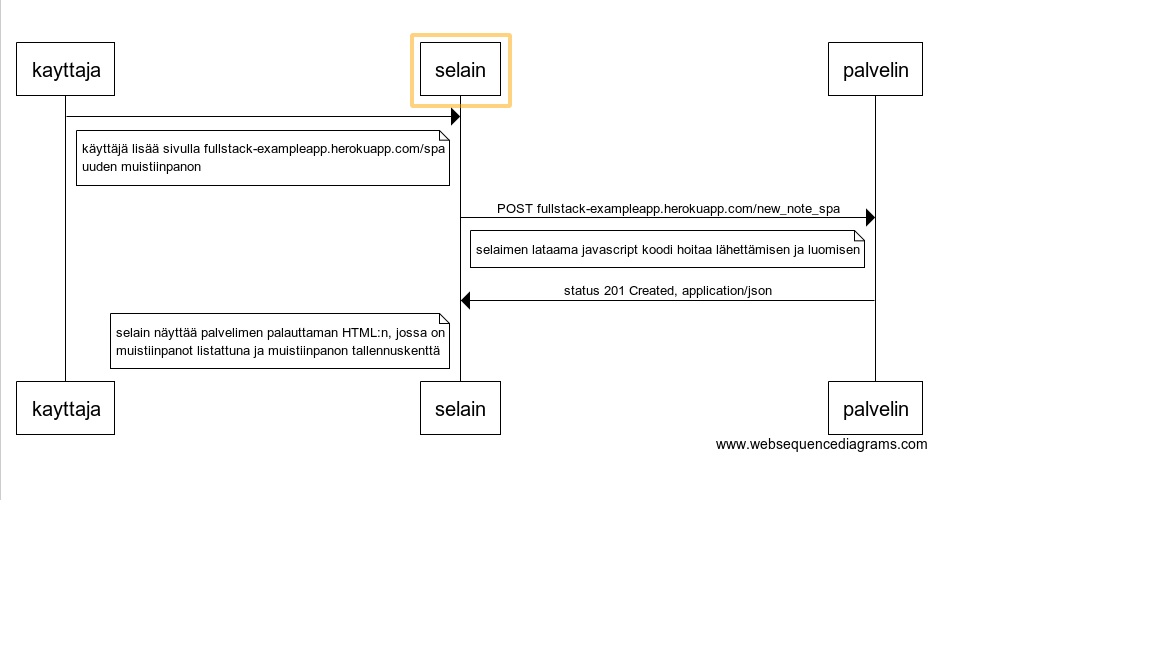 kayttaja
selain
palvelin
käyttäjä lisää sivulla fullstack-exampleapp.herokuapp.com/spa
uuden muistiinpanon
POST fullstack-exampleapp.herokuapp.com/new_note_spa
selaimen lataama javascript koodi hoitaa lähettämisen ja luomisen
status 201 Created, application/json
selain näyttää palvelimen palauttaman HTML:n, jossa on
muistiinpanot listattuna ja muistiinpanon tallennuskenttä
kayttaja
selain
palvelin
www.websequencediagrams.com